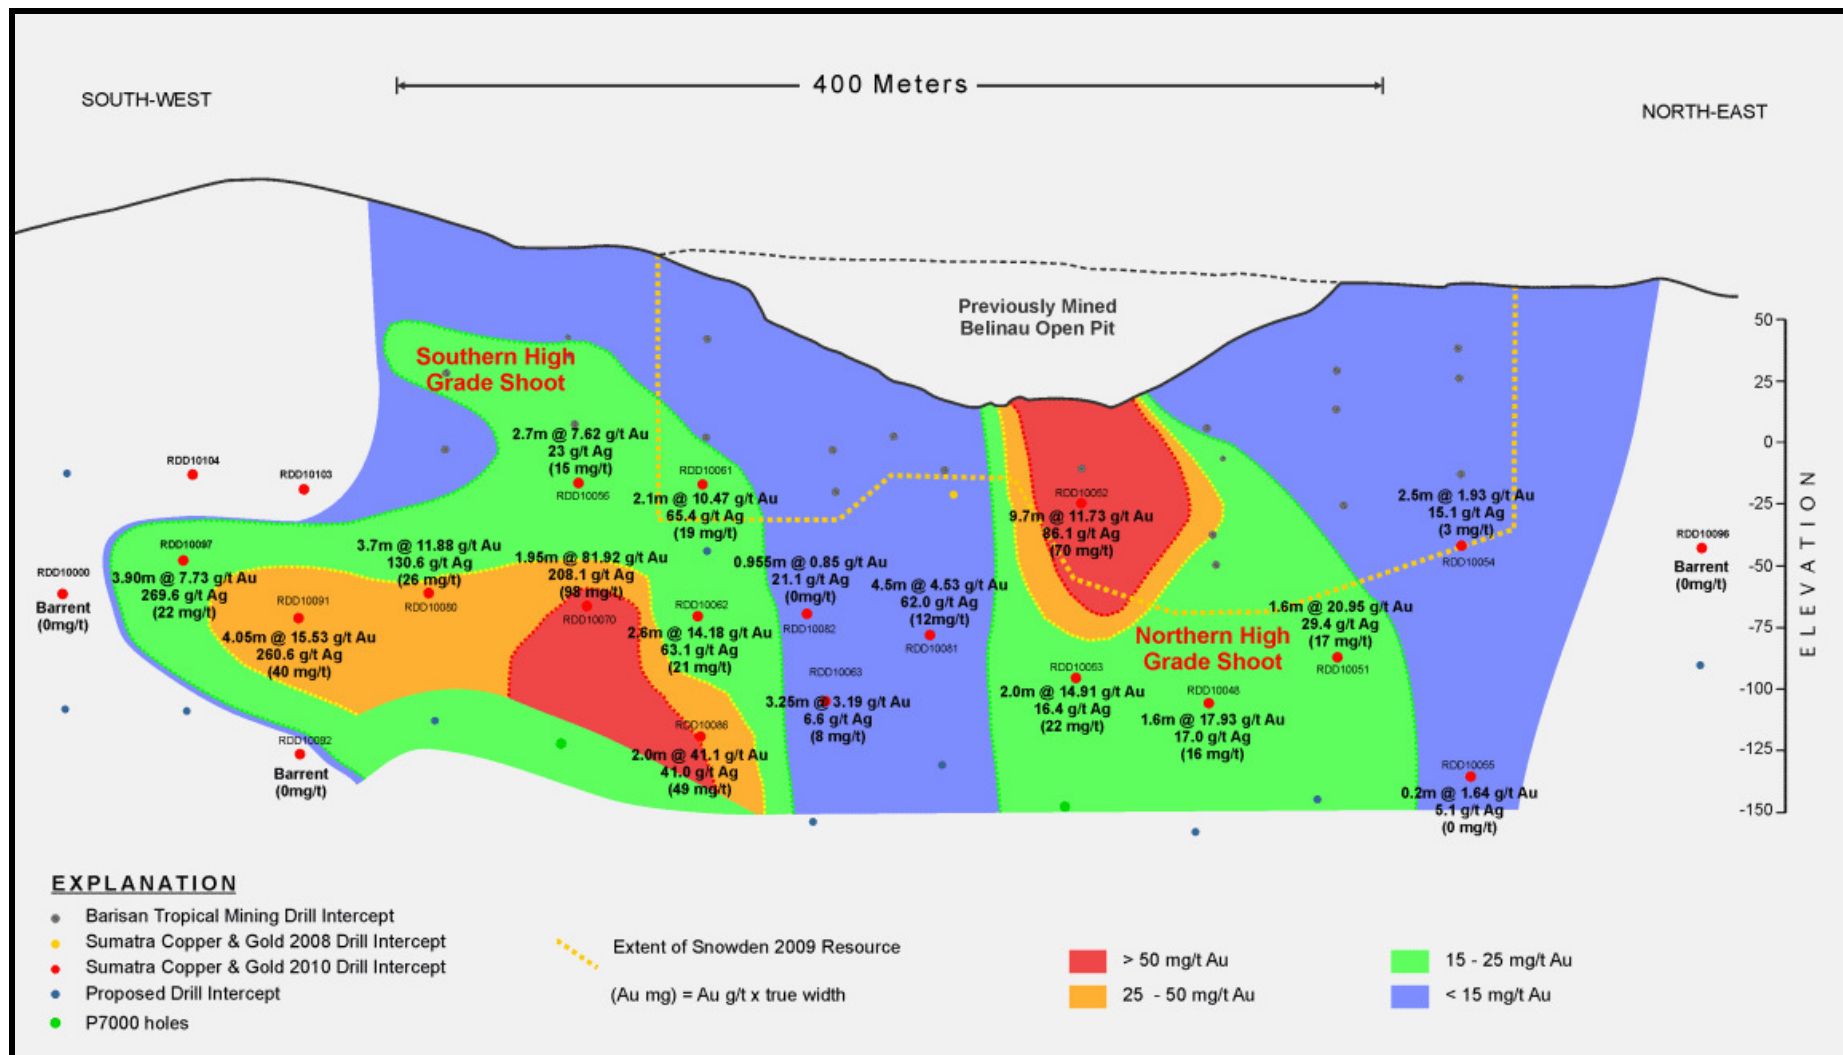 400 Meters
SOUTH-WEST
NORTH-EAST
Previously Mined
Belinau Open Pit
50
25
0
-25
-50
-75
-100
-125
-150
ELEVATION
Southern High
Grade Shoot
2.7m @ 7.62 g/t Au
23 g/t Ag
(15 mg/t)
RDD10056
RDD10061
2.1m @ 10.47 g/t Au
65.4 g/t Ag
(19 mg/t)
RDD10104
RDD10103
RDD10097
3.90m @ 7.73 g/t Au
269.6 g/t Ag
(22 mg/t)
RDD10000
Barrent
(0mg/t)
3.7m @ 11.88 g/t Au
130.6 g/t Ag
(26 mg/t)
RDD10080
RDD10091
4.05m @ 15.53 g/t Au
260.6 g/t Ag
(40 mg/t)
1.95m @ 81.92 g/t Au
208.1 g/t Ag
(98 mg/t)
RDD10070
RDD10062
2.6m @ 14.18 g/t Au
63.1 g/t Ag
(21 mg/t)
0.955m @ 0.85 g/t Au
21.1 g/t Ag
(0mg/t)
RDD10082
4.5m @ 4.53 g/t Au
62.0 g/t Ag
(12mg/t)
RDD10081
RDD10063
3.25m @ 3.19 g/t Au
6.6 g/t Ag
(8 mg/t)
RDD10086
2.0m @ 41.1 g/t Au
41.0 g/t Ag
(49 mg/t)
RDD10092
Barrent
(0mg/t)
RDD10052
9.7m @ 11.73 g/t Au
86.1 g/t Ag
(70 mg/t)
Northern High
Grade Shoot
RDD10053
2.0m @ 14.91 g/t Au
16.4 g/t Ag
(22 mg/t)
RDD10048
1.6m @ 17.93 g/t Au
17.0 g/t Ag
(16 mg/t)
1.6m @ 20.95 g/t Au
29.4 g/t Ag
(17 mg/t)
RDD10051
2.5m @ 1.93 g/t Au
15.1 g/t Ag
(3 mg/t)
RDD10054
RDD10096
Barrent
(0mg/t)
RDD10055
0.2m @ 1.64 g/t Au
5.1 g/t Ag
(0 mg/t)
EXPLANATION
Barisan Tropical Mining Drill Intercept
Sumatra Copper & Gold 2008 Drill Intercept
Sumatra Copper & Gold 2010 Drill Intercept
Proposed Drill Intercept
P7000 holes
Extent of Snowden 2009 Resource
(Au mg) = Au g/t x true width
> 50 mg/t Au
25 - 50 mg/t Au
15 - 25 mg/t Au
< 15 mg/t Au